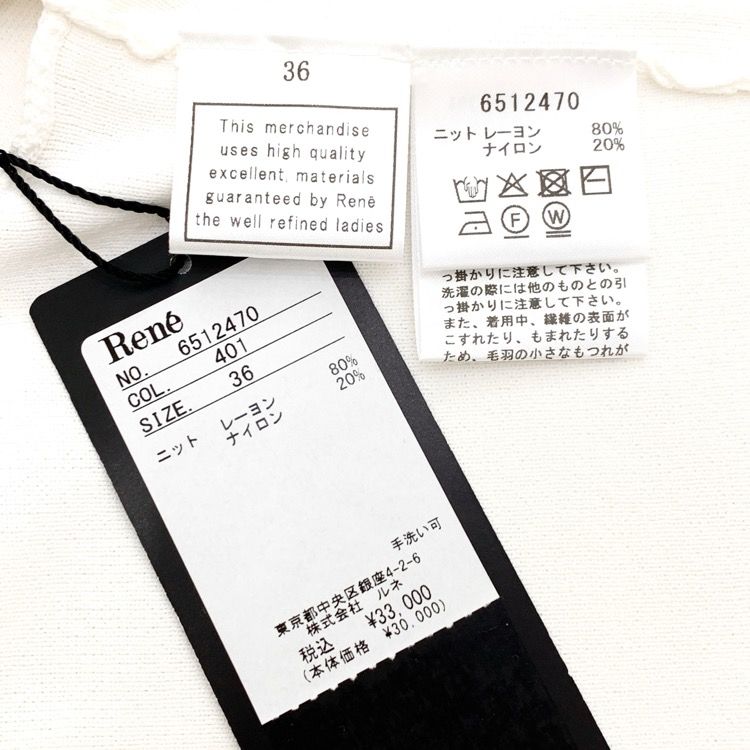 36
This merchandise
uses high quality
excellent, materials
guaranteed by René
the well refined ladies
6512470
ニット レーヨン 80%
ナイロン 20%
F W
っ掛かりに注意して下さい。
洗濯の際には他のものとの引
っ掛かりに注意して下さい。
また、着用中、繊維の表面が
こすれたり、もまれたりする
ため、毛羽の小さなもつれが
René
NO. 6512470
COL. 401
SIZE. 36
ニット レーヨン 80%
ナイロン 20%
手洗い可
東京都中央区銀座4-2-6
株式会社 ルネ
税込 ¥33,000
(本体価格 ¥30,000)